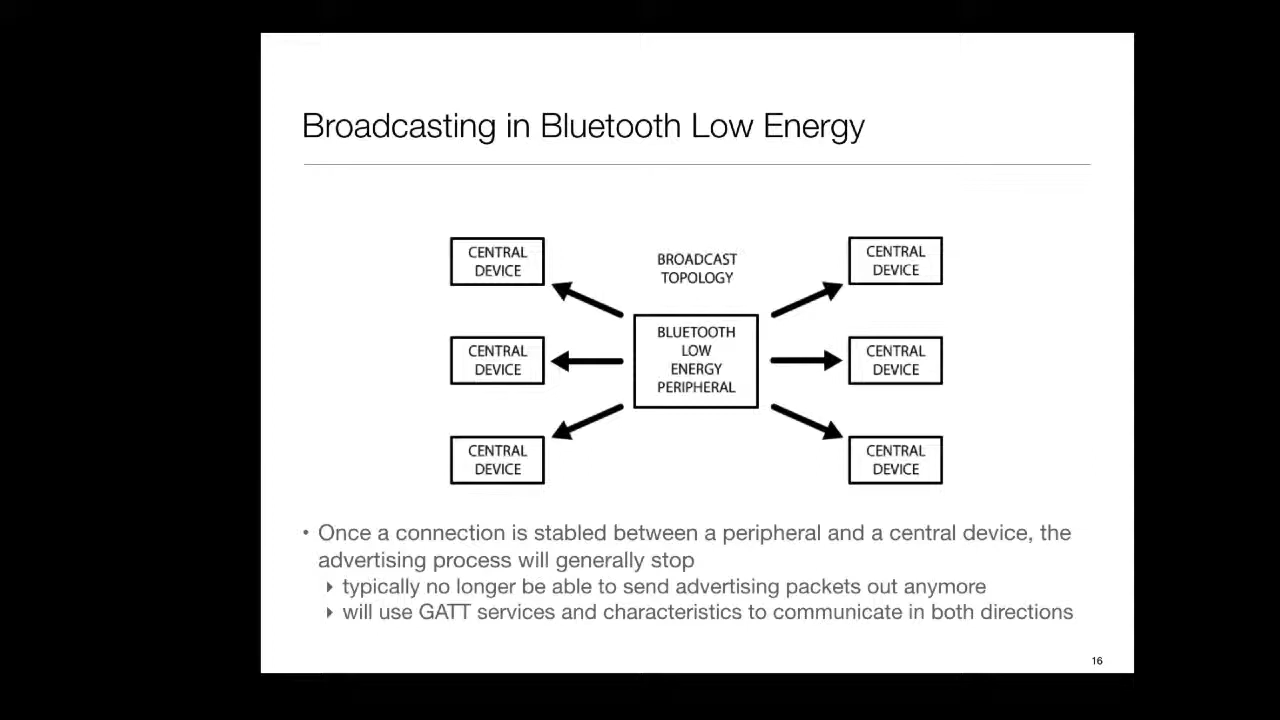 Broadcasting in Bluetooth Low Energy
CENTRAL
DEVICE
BROADCAST
TOPOLOGY
CENTRAL
DEVICE
CENTRAL
DEVICE
BLUETOOTH
LOW
ENERGY
PERIPHERAL
CENTRAL
DEVICE
CENTRAL
DEVICE
CENTRAL
DEVICE
• Once a connection is stabled between a peripheral and a central device, the
advertising process will generally stop
‣ typically no longer be able to send advertising packets out anymore
‣ will use GATT services and characteristics to communicate in both directions
16